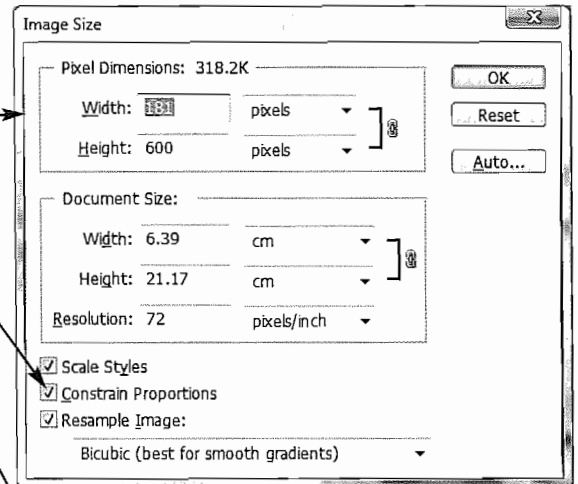 Image Size
Pixel Dimensions: 318.2K
Width: 181 pixels
Height: 600 pixels
OK
Reset
Auto...
Document Size:
Width: 6.39 cm
Height: 21.17 cm
Resolution: 72 pixels/inch
Scale Styles
Constrain Proportions
Resample Image:
Bicubic (best for smooth gradients)